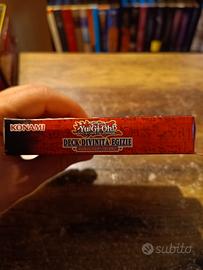 KONAMI
Yu-Gi-Oh!
DECK DIVINITÀ EGIZIE
subito